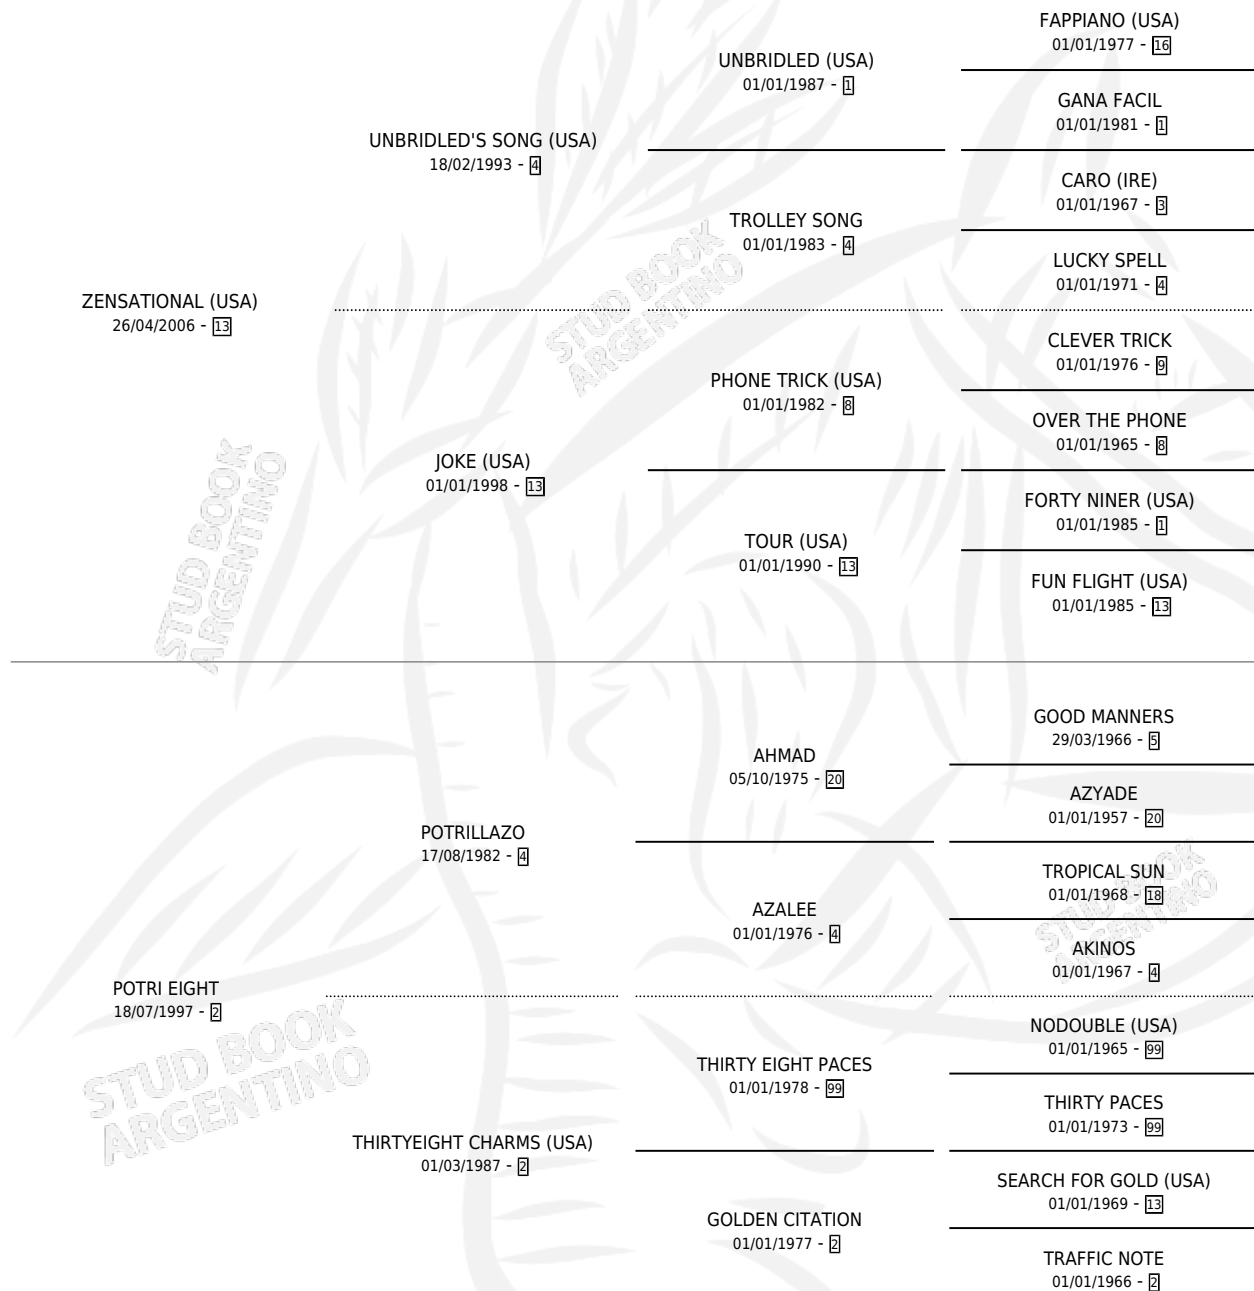 FAPPIANO (USA)
01/01/1977 - 16
UNBRIDLED (USA)
01/01/1987 - 1
GANA FACIL
01/01/1981 - 1
UNBRIDLED'S SONG (USA)
18/02/1993 - 4
CARO (IRE)
01/01/1967 - 3
TROLLEY SONG
01/01/1983 - 4
LUCKY SPELL
01/01/1971 - 4
ZENSATIONAL (USA)
26/04/2006 - 13
CLEVER TRICK
01/01/1976 - 9
PHONE TRICK (USA)
01/01/1982 - 8
OVER THE PHONE
01/01/1965 - 8
JOKE (USA)
01/01/1998 - 13
FORTY NINER (USA)
01/01/1985 - 1
TOUR (USA)
01/01/1990 - 13
FUN FLIGHT (USA)
01/01/1985 - 13
GOOD MANNERS
29/03/1966 - 5
AHMAD
05/10/1975 - 20
AZYADE
01/01/1957 - 20
POTRILLAZO
17/08/1982 - 4
TROPICAL SUN
01/01/1968 - 18
AZALEE
01/01/1976 - 4
AKINOS
01/01/1967 - 4
POTRI EIGHT
18/07/1997 - 2
NODOUBLE (USA)
01/01/1965 - 99
THIRTY EIGHT PACES
01/01/1978 - 99
THIRTY PACES
01/01/1973 - 99
THIRTYEIGHT CHARMS (USA)
01/03/1987 - 2
SEARCH FOR GOLD (USA)
01/01/1969 - 13
GOLDEN CITATION
01/01/1977 - 2
TRAFFIC NOTE
01/01/1966 - 2
STUD BOOK
ARGENTINO
STUD BOOK
ARGENTINO
STUD BOOK
ARGENTINO
STUD BOOK
ARGENTINO